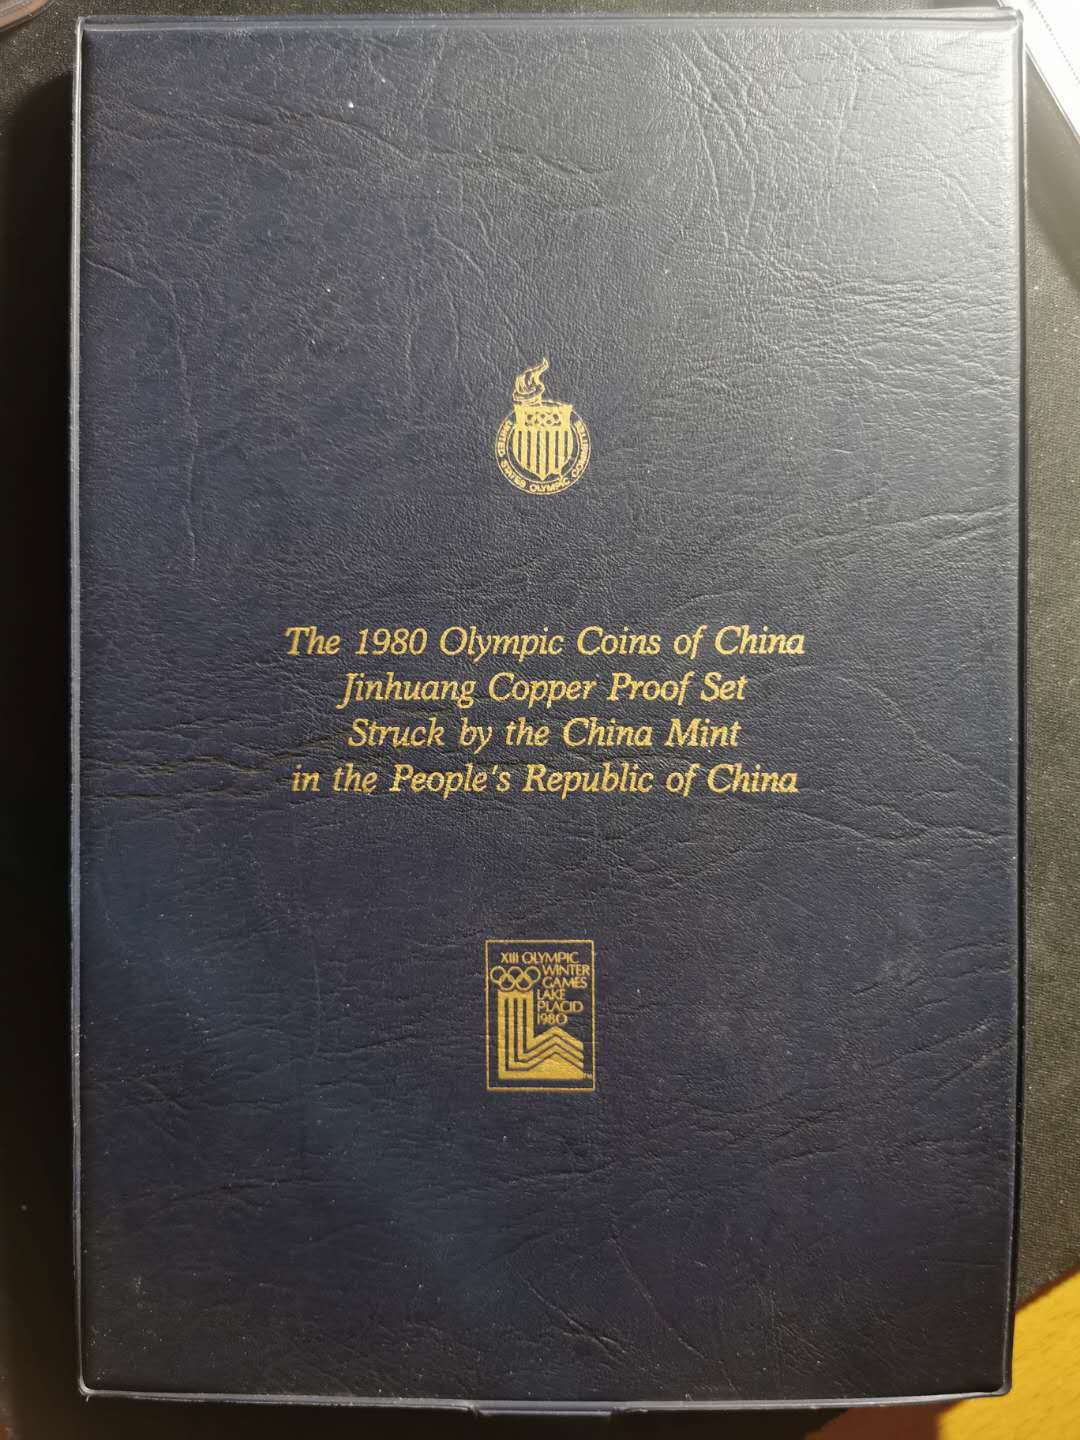 UNITED STATES OLYMPIC COMMITTEE
The 1980 Olympic Coins of China
Jinhuang Copper Proof Set
Struck by the China Mint
in the People's Republic of China
XIII OLYMPIC
WINTER
GAMES
LAKE
PLACID
1980